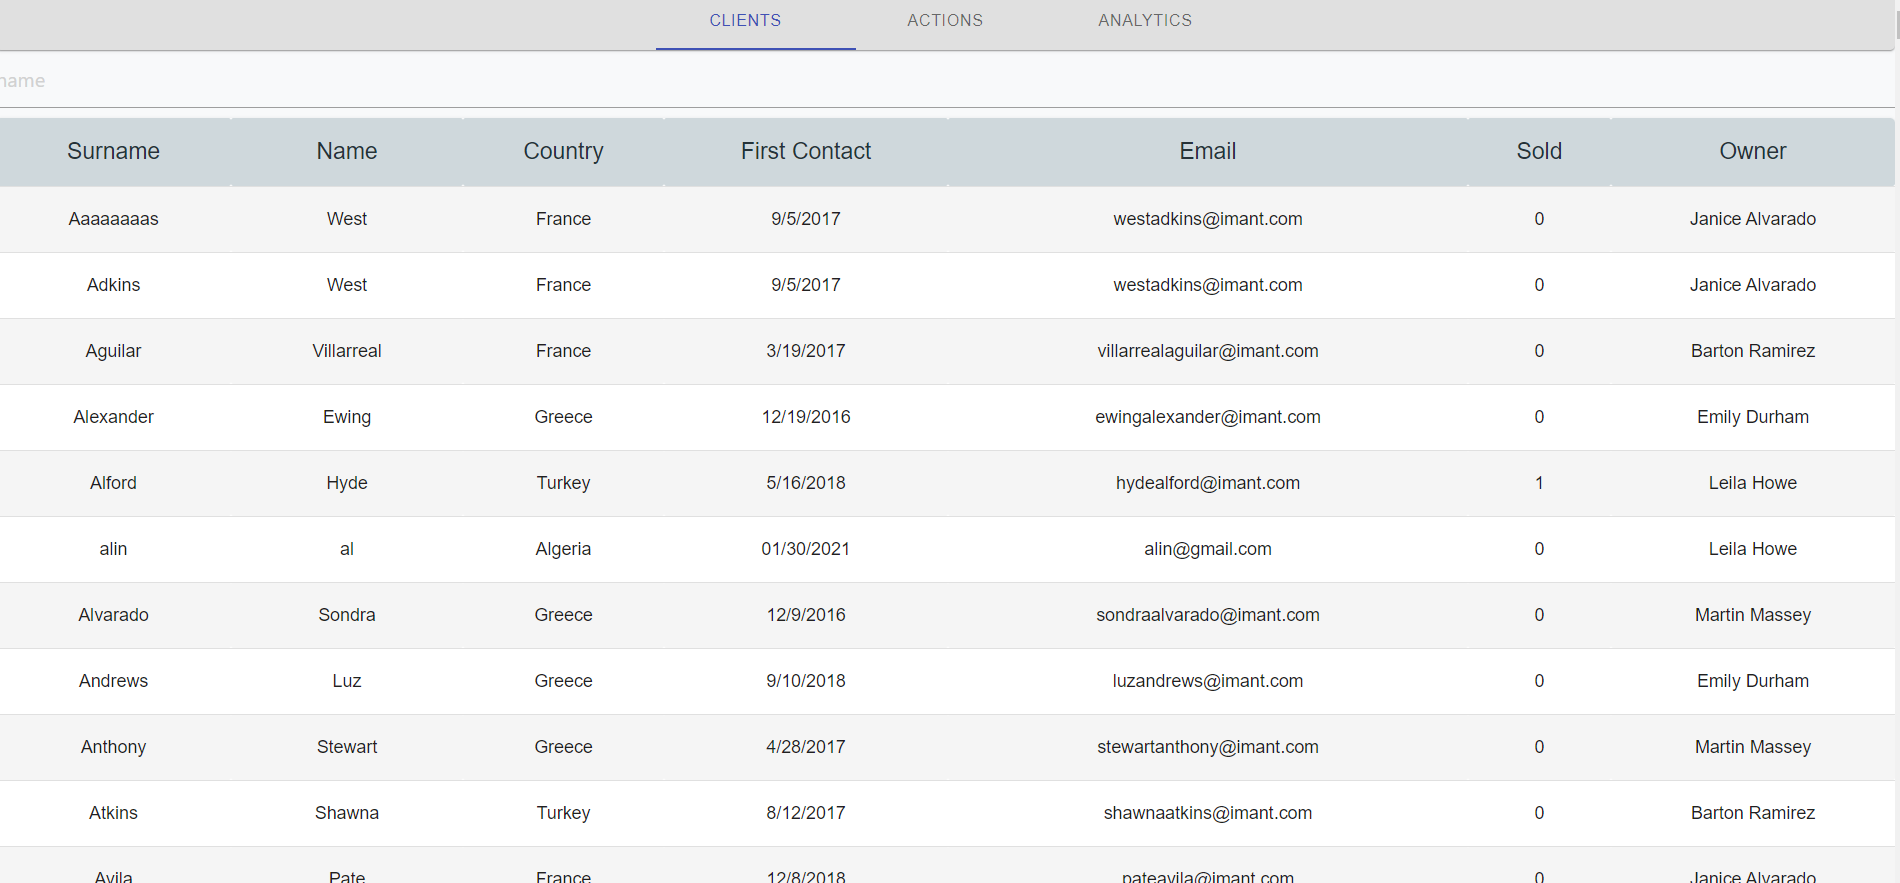 CLIENTS ACTIONS ANALYTICS
name
Surname Name Country First Contact Email Sold Owner
Aaaaaaaas West France 9/5/2017 westadkins@imant.com 0 Janice Alvarado
Adkins West France 9/5/2017 westadkins@imant.com 0 Janice Alvarado
Aguilar Villarreal France 3/19/2017 villarrealaguilar@imant.com 0 Barton Ramirez
Alexander Ewing Greece 12/19/2016 ewingalexander@imant.com 0 Emily Durham
Alford Hyde Turkey 5/16/2018 hydealford@imant.com 1 Leila Howe
alin al Algeria 01/30/2021 alin@gmail.com 0 Leila Howe
Alvarado Sondra Greece 12/9/2016 sondraalvarado@imant.com 0 Martin Massey
Andrews Luz Greece 9/10/2018 luzandrews@imant.com 0 Emily Durham
Anthony Stewart Greece 4/28/2017 stewartanthony@imant.com 0 Martin Massey
Atkins Shawna Turkey 8/12/2017 shawnaatkins@imant.com 0 Barton Ramirez
Avila Pate France 12/8/2018 pateavila@imant.com 0 Janice Alvarado